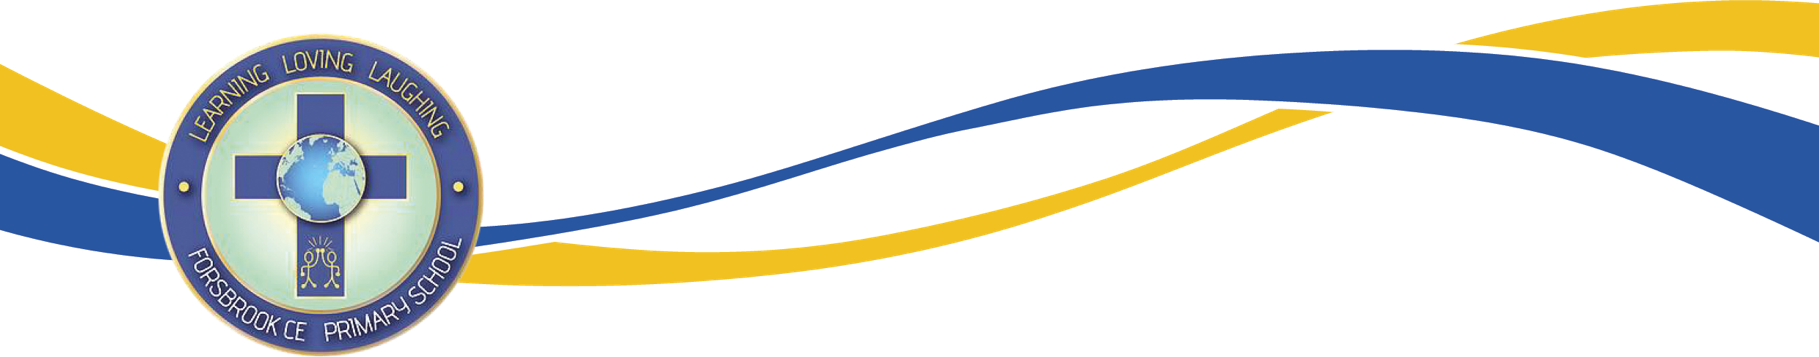 LEARNING LOVING LAUGHING
FORSBROOK CE PRIMARY SCHOOL